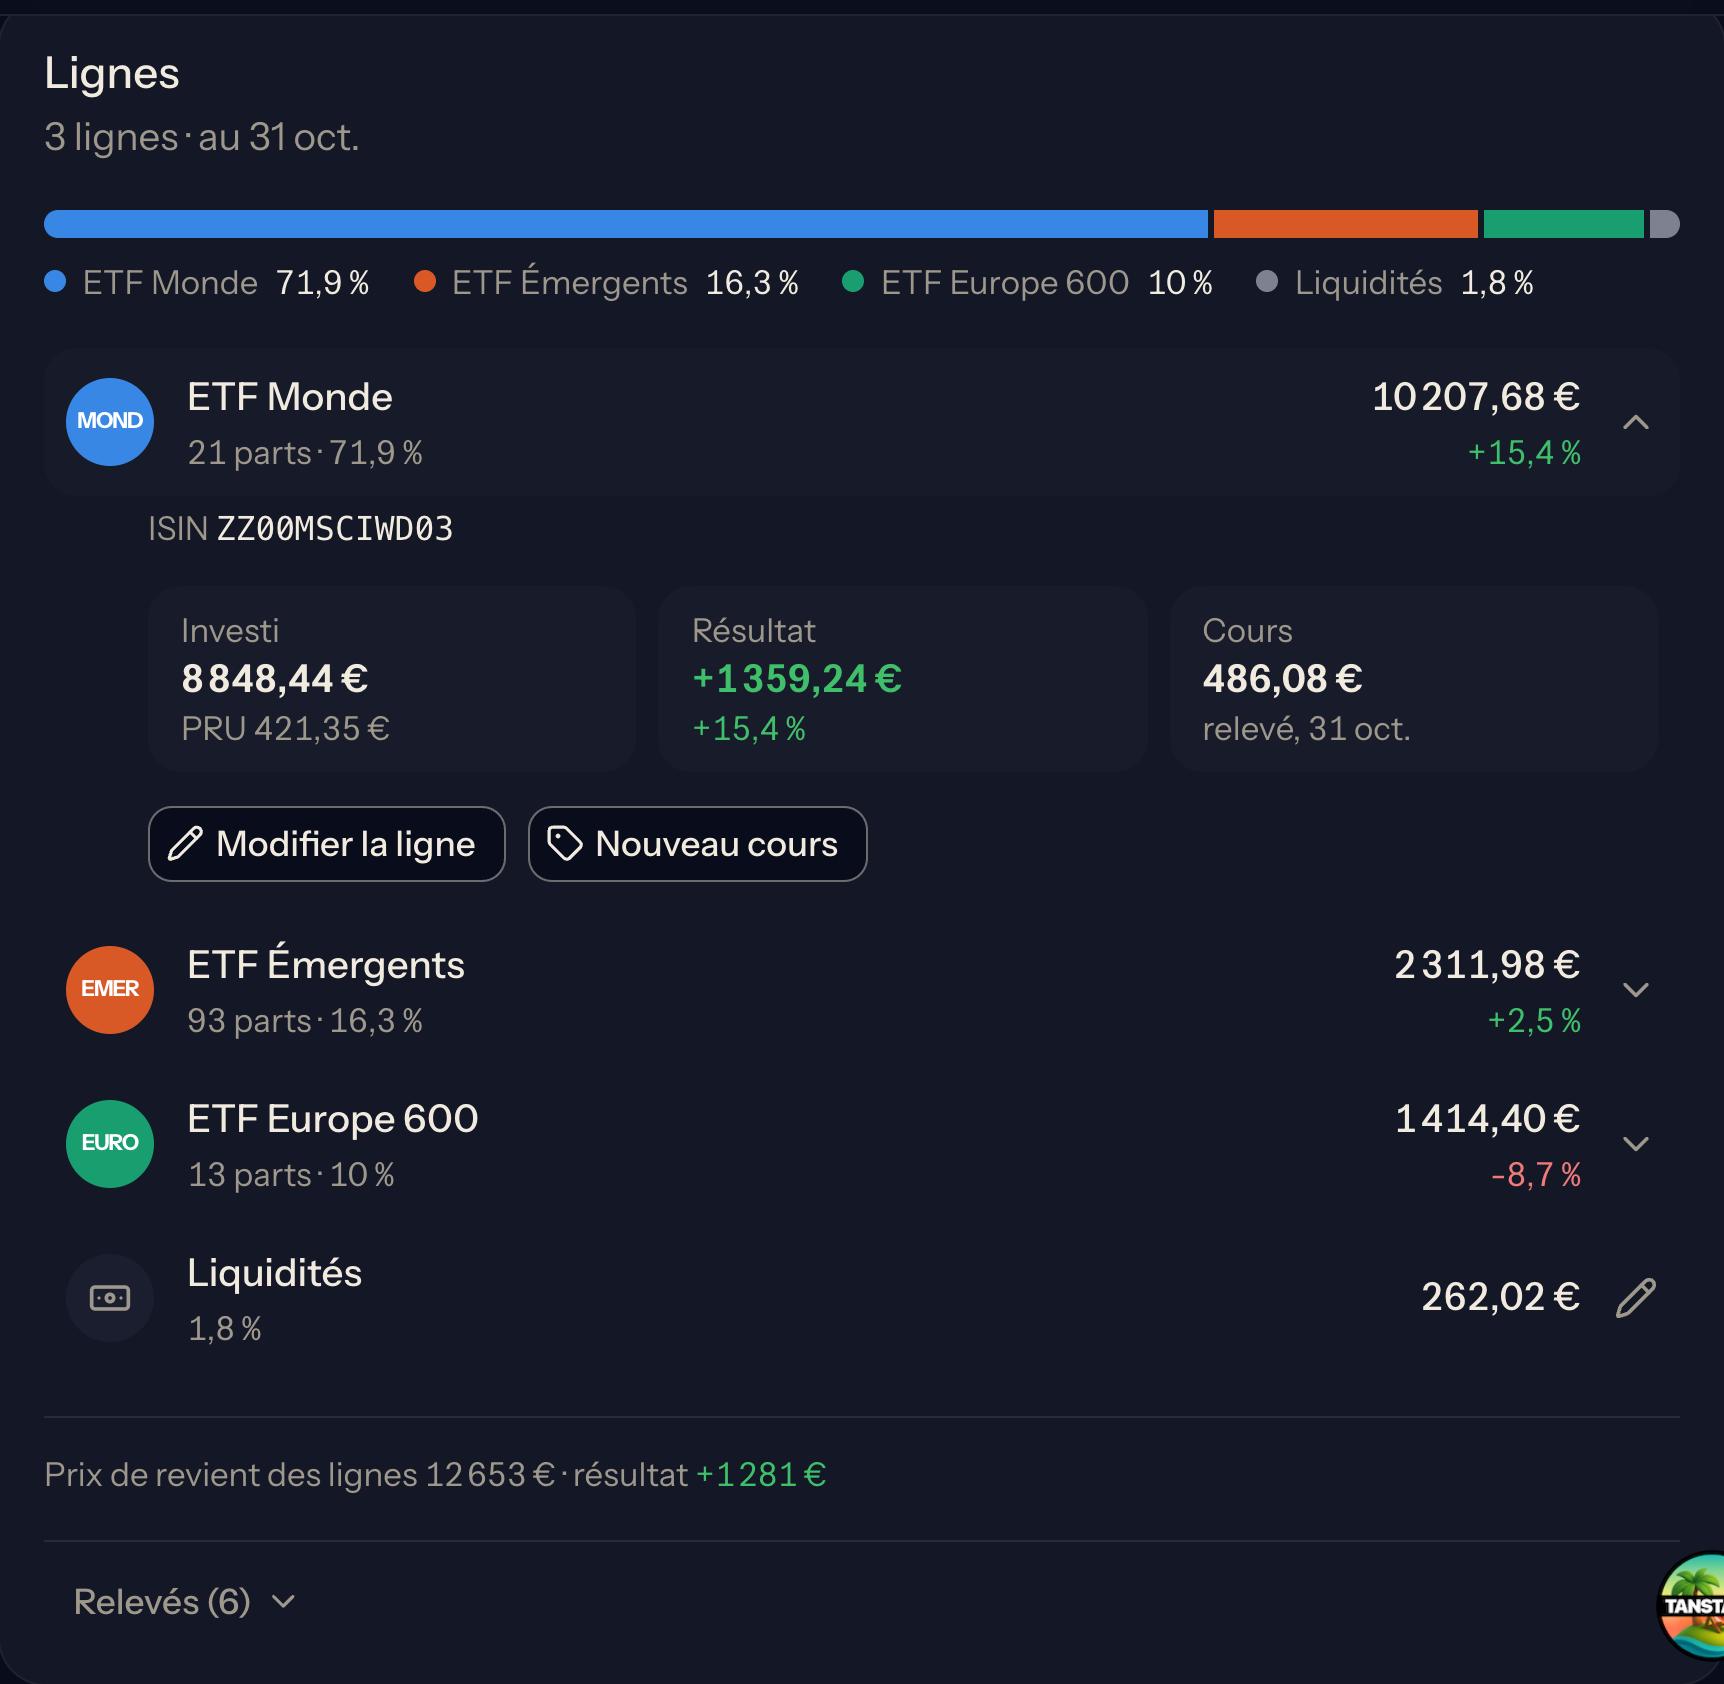 Lignes
3 lignes · au 31 oct.
ETF Monde 71,9 % ETF Émergents 16,3 % ETF Europe 600 10 % Liquidités 1,8 %
MOND
ETF Monde
21 parts · 71,9 %
10 207,68 €
+15,4 %
ISIN ZZ00MSCIWD03
Investi
8 848,44 €
PRU 421,35 €
Résultat
+1 359,24 €
+15,4 %
Cours
486,08 €
relevé, 31 oct.
Modifier la ligne
Nouveau cours
EMER
ETF Émergents
93 parts · 16,3 %
2 311,98 €
+2,5 %
EURO
ETF Europe 600
13 parts · 10 %
1 414,40 €
-8,7 %
Liquidités
1,8 %
262,02 €
Prix de revient des lignes 12 653 € · résultat +1 281 €
Relevés (6)